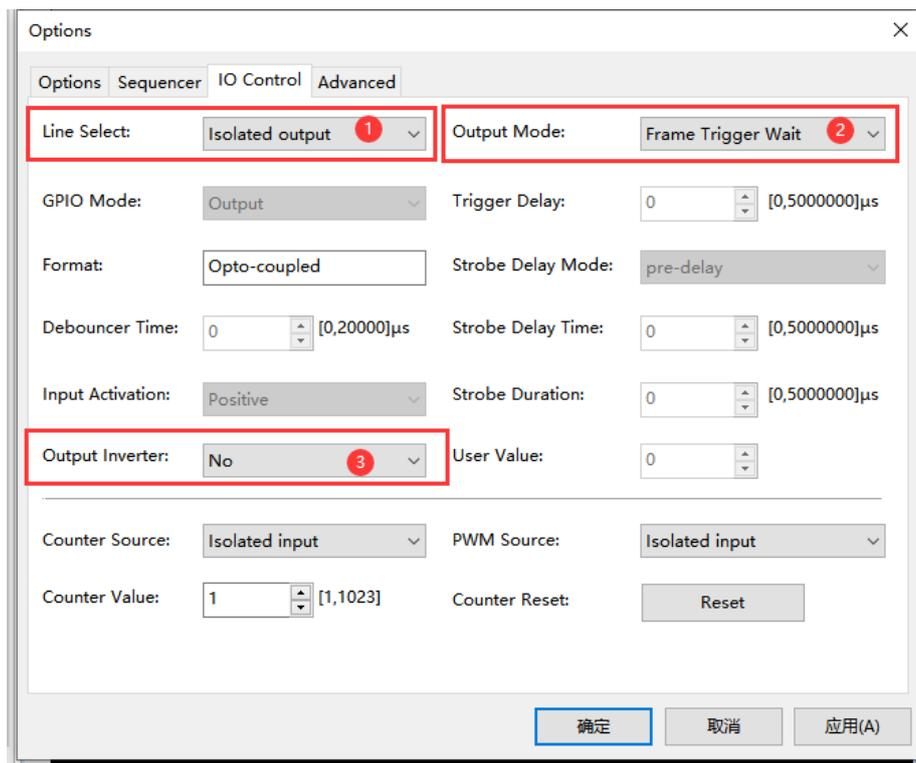 Options
Options Sequencer IO Control Advanced
Line Select: Isolated output 1 Output Mode: Frame Trigger Wait 2
GPIO Mode: Output Trigger Delay: 0 [0,5000000]μs
Format: Opto-coupled Strobe Delay Mode: pre-delay
Debouncer Time: 0 [0,20000]μs Strobe Delay Time: 0 [0,5000000]μs
Input Activation: Positive Strobe Duration: 0 [0,5000000]μs
Output Inverter: No 3 User Value: 0
Counter Source: Isolated input PWM Source: Isolated input
Counter Value: 1 [1,1023] Counter Reset: Reset
确定 取消 应用(A)